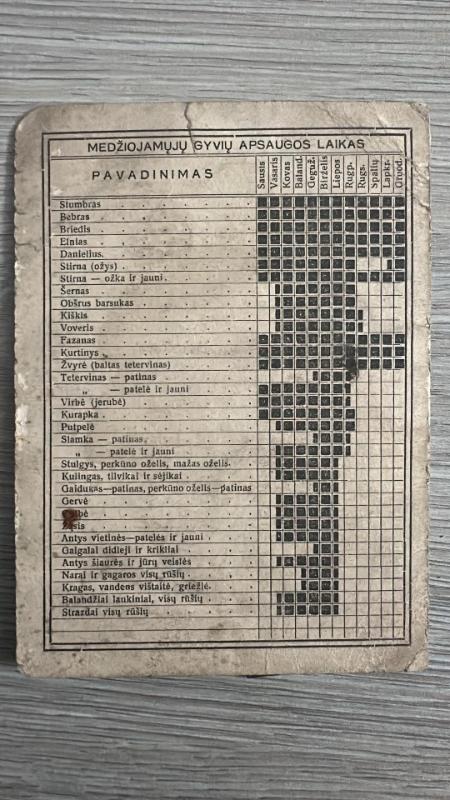 MEDŽIOJAMŲJŲ GYVIŲ APSAUGOS LAIKAS
PAVADINIMAS
Sausis
Vasaris
Kovas
Baland.
Geguž.
Birželis
Liepos
Rugp.
Rugs.
Spalių
Lapkr.
Gruod.
Stumbras
Bebras
Briedis
Elnias
Danielius
Stirna (ožys)
Stirna — ožka ir jauni
Šernas
Obšrus barsukas
Kiškis
Voveris
Fazanas
Kurtinys
Žvyrė (baltas tetervinas)
Tetervinas — patinas
„ — patelė ir jauni
Virbė (jerubė)
Kurapka
Putpelė
Slamka — patinas
„ — patelė ir jauni
Stulgys, perkūno oželis, mažas oželis
Kulingas, tilvikai ir sėjikai
Gaidukas—patinas, perkūno oželis—patinas
Gervė
Antys vietinės—patelės ir jauni
Gaigalai didieji ir krikliai
Antys šiaurės ir jūrų veislės
Narai ir gagaros visų rūšių
Kragas, vandens vištaitė, griežlė
Balandžiai laukiniai, visų rūšių
Strazdai visų rūšių